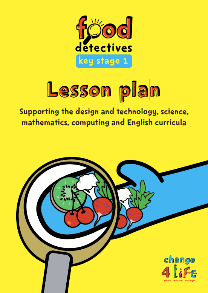 food
detectives
key stage 1
Lesson plan
Supporting the design and technology, science,
mathematics, computing and English curricula
change
4 LiFe